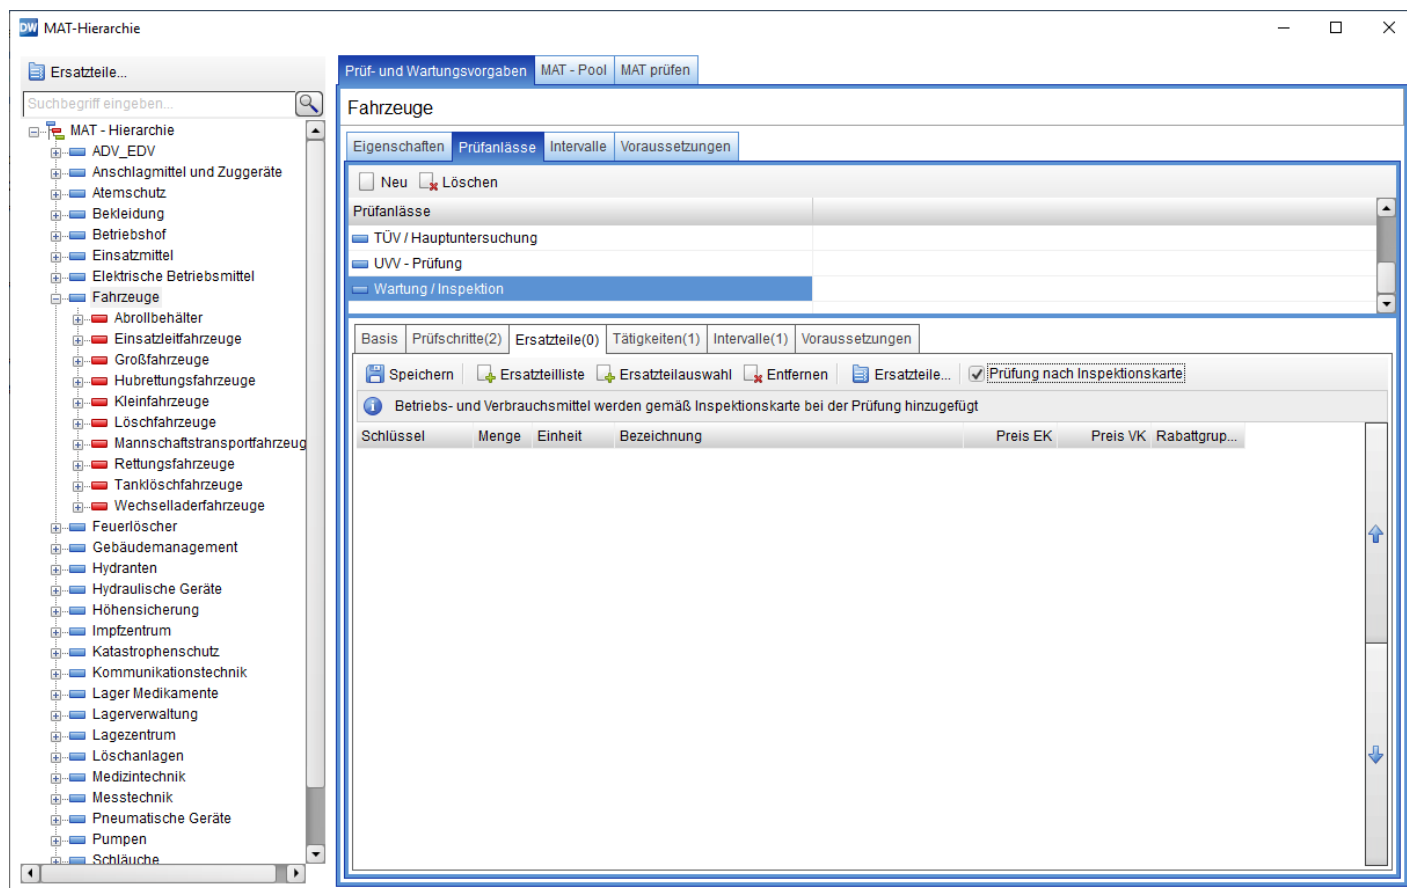 DW MAT-Hierarchie
Ersatzteile...
Suchbegriff eingeben...
MAT - Hierarchie
ADV_EDV
Anschlagmittel und Zuggeräte
Atemschutz
Bekleidung
Betriebshof
Einsatzmittel
Elektrische Betriebsmittel
Fahrzeuge
Abrollbehälter
Einsatzleitfahrzeuge
Großfahrzeuge
Hubrettungsfahrzeuge
Kleinfahrzeuge
Löschfahrzeuge
Mannschaftstransportfahrzeug
Rettungsfahrzeuge
Tanklöschfahrzeuge
Wechselladerfahrzeuge
Feuerlöscher
Gebäudemanagement
Hydranten
Hydraulische Geräte
Höhensicherung
Impfzentrum
Katastrophenschutz
Kommunikationstechnik
Lager Medikamente
Lagerverwaltung
Lagezentrum
Löschanlagen
Medizintechnik
Messtechnik
Pneumatische Geräte
Pumpen
Schläuche
Prüf- und Wartungsvorgaben MAT - Pool MAT prüfen
Fahrzeuge
Eigenschaften Prüfanlässe Intervalle Voraussetzungen
Neu Löschen
Prüfanlässe
TÜV / Hauptuntersuchung
UVV - Prüfung
Wartung / Inspektion
Basis Prüfschritte(2) Ersatzteile(0) Tätigkeiten(1) Intervalle(1) Voraussetzungen
Speichern Ersatzteilliste Ersatzteilauswahl Entfernen Ersatzteile... Prüfung nach Inspektionskarte
Betriebs- und Verbrauchsmittel werden gemäß Inspektionskarte bei der Prüfung hinzugefügt
Schlüssel Menge Einheit Bezeichnung Preis EK Preis VK Rabattgrup...